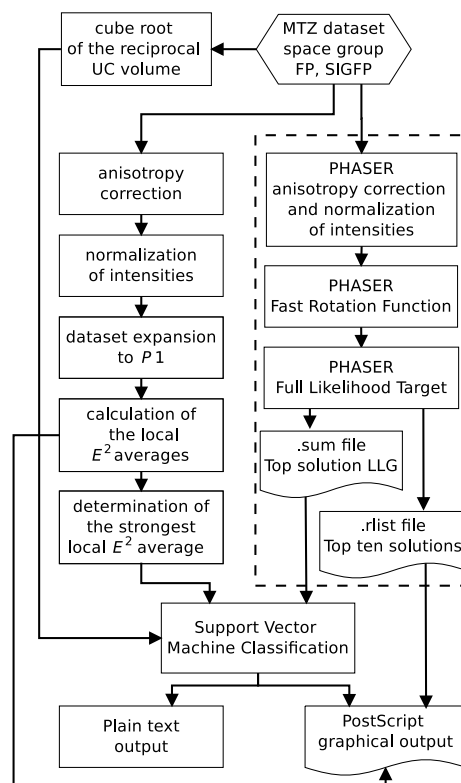 cube root
of the reciprocal
UC volume
MTZ dataset
space group
FP, SIGFP
anisotropy
correction
PHASER
anisotropy correction
and normalization
of intensities
normalization
of intensities
PHASER
Fast Rotation Function
dataset expansion
to P 1
PHASER
Full Likelihood Target
calculation of
the local
E² averages
.sum file
Top solution LLG
determination of
the strongest
local E² average
.rlist file
Top ten solutions
Support Vector
Machine Classification
Plain text
output
PostScript
graphical output